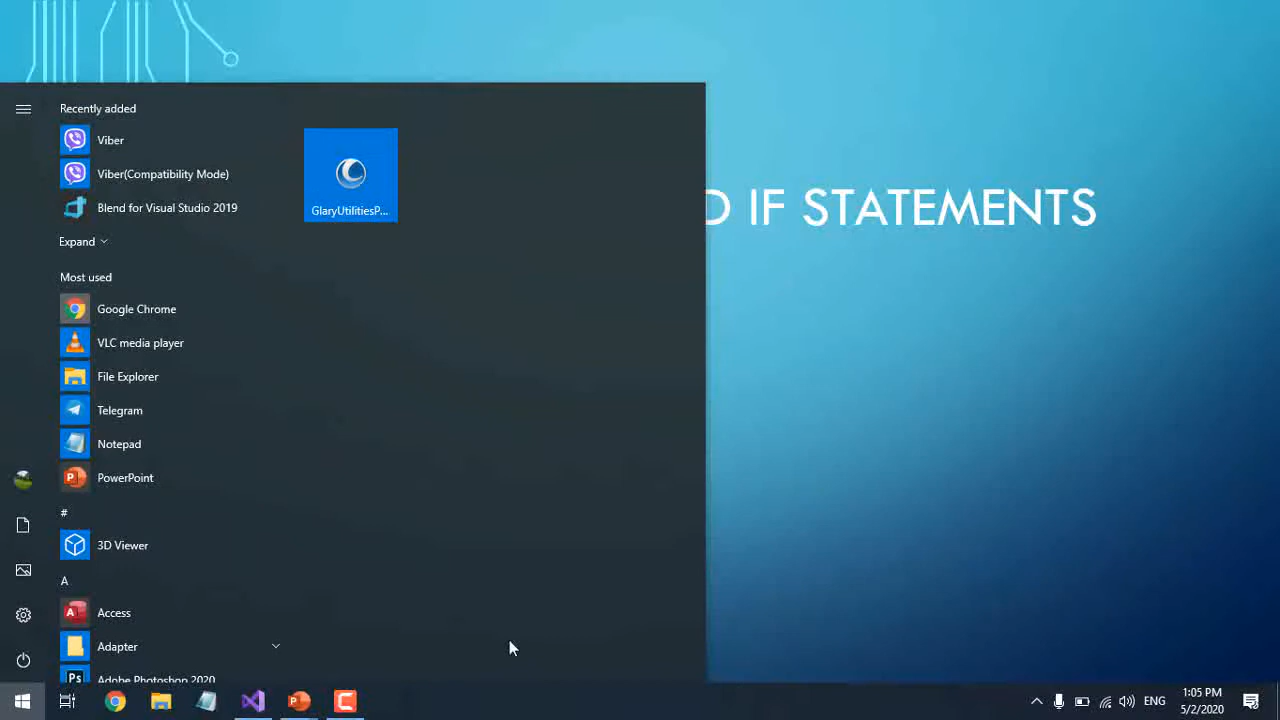 Recently added
Viber
Viber(Compatibility Mode)
Blend for Visual Studio 2019
Expand
GlaryUtilitiesP...
D IF STATEMENTS
Most used
Google Chrome
VLC media player
File Explorer
Telegram
Notepad
PowerPoint
#
3D Viewer
A
Access
Adapter
Adobe Photoshop 2020
ENG
1:05 PM
5/2/2020